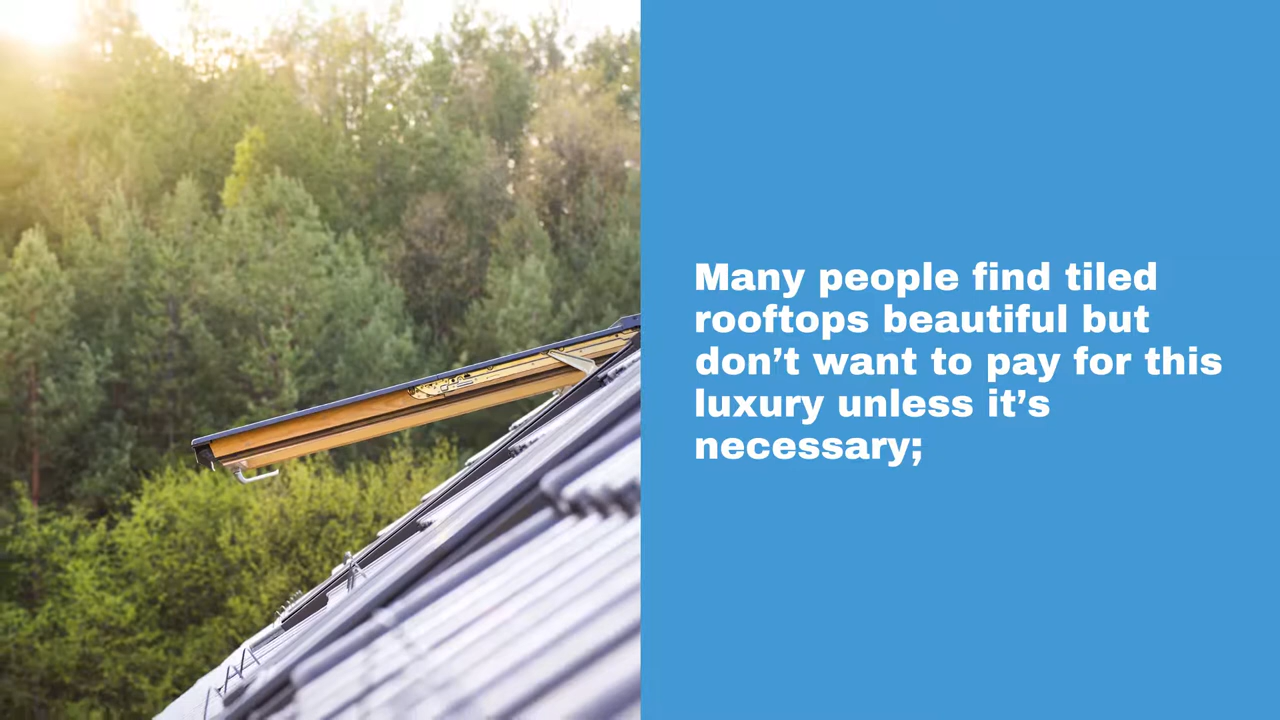 Many people find tiled
rooftops beautiful but
don’t want to pay for this
luxury unless it’s
necessary;